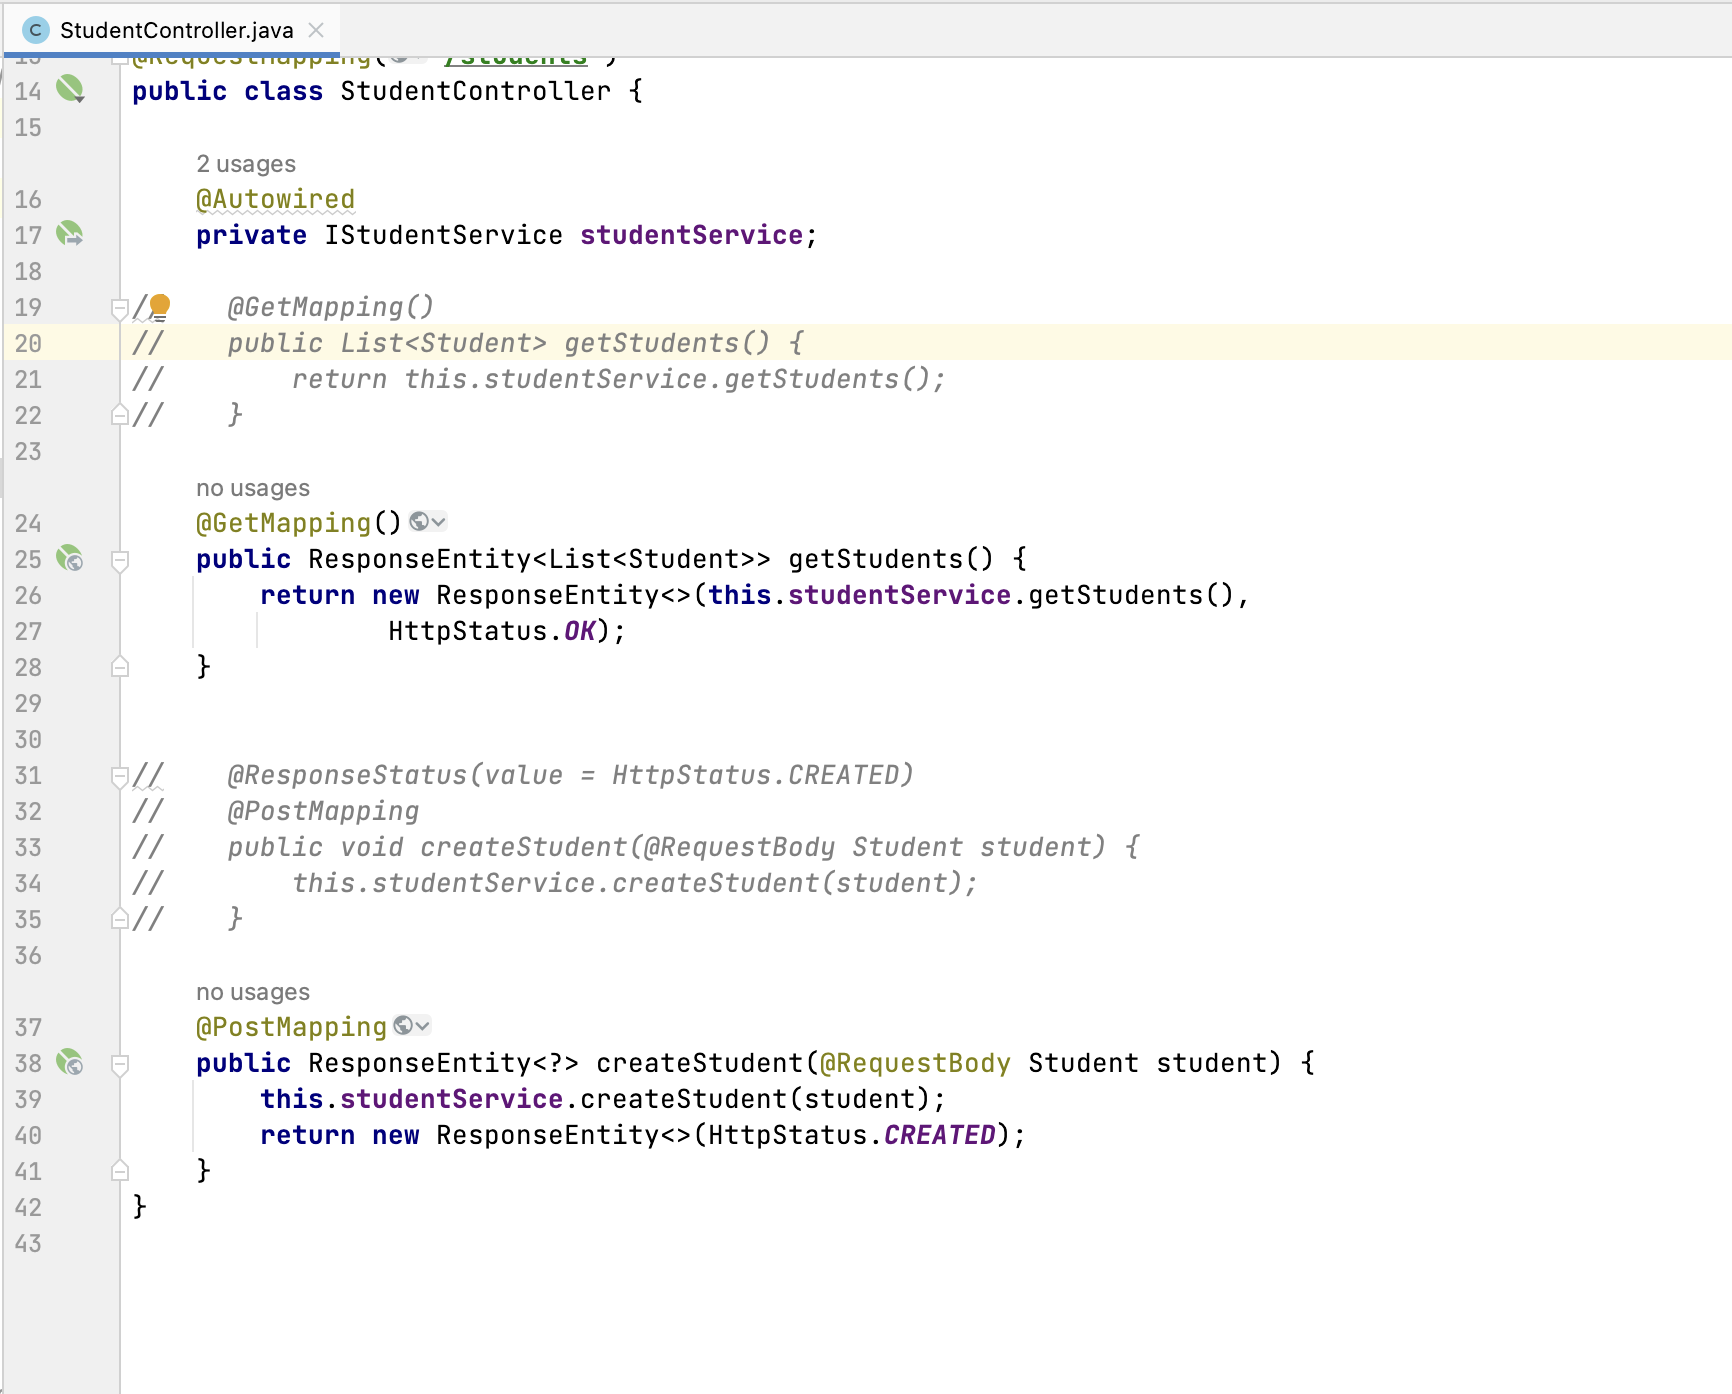 StudentController.java
@RequestMapping("/students")
14 public class StudentController {
15
2 usages
16 @Autowired
17 private IStudentService studentService;
18
19 // @GetMapping()
20 // public List<Student> getStudents() {
21 // return this.studentService.getStudents();
22 // }
23
no usages
24 @GetMapping()
25 public ResponseEntity<List<Student>> getStudents() {
26 return new ResponseEntity<>(this.studentService.getStudents(),
27 HttpStatus.OK);
28 }
29
30
31 // @ResponseStatus(value = HttpStatus.CREATED)
32 // @PostMapping
33 // public void createStudent(@RequestBody Student student) {
34 // this.studentService.createStudent(student);
35 // }
36
no usages
37 @PostMapping
38 public ResponseEntity<?> createStudent(@RequestBody Student student) {
39 this.studentService.createStudent(student);
40 return new ResponseEntity<>(HttpStatus.CREATED);
41 }
42 }
43